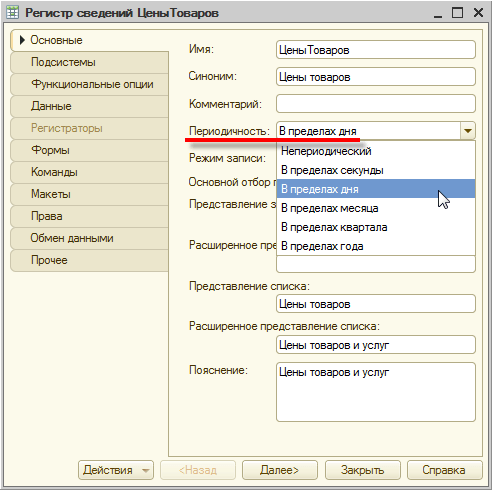 Регистр сведений ЦеныТоваров
Основные
Подсистемы
Функциональные опции
Данные
Регистраторы
Формы
Команды
Макеты
Права
Обмен данными
Прочее
Имя: ЦеныТоваров
Синоним: Цены товаров
Комментарий:
Периодичность: В пределах дня
Непериодический
В пределах секунды
В пределах дня
В пределах месяца
В пределах квартала
В пределах года
Режим записи:
Основной отбор
Представление з
Расширенное пре
Представление списка:
Цены товаров
Расширенное представление списка:
Цены товаров и услуг
Пояснение: Цены товаров и услуг
Действия <Назад Далее> Закрыть Справка